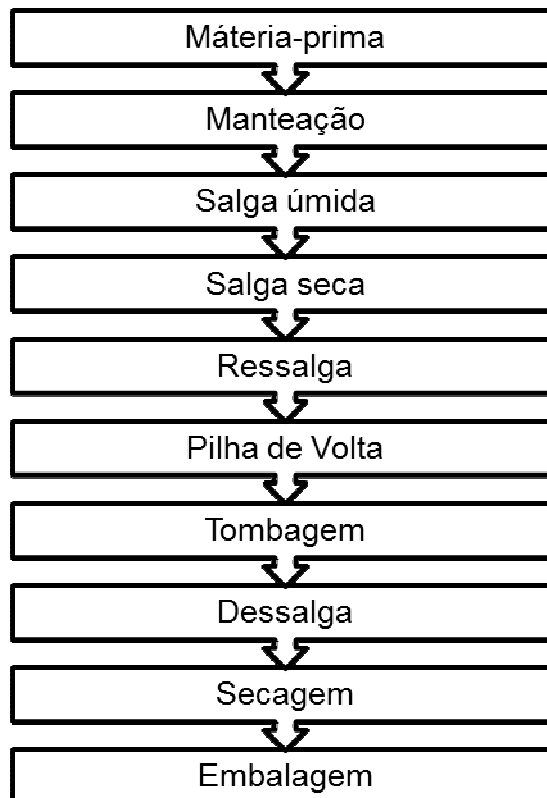 Máteria-prima
Manteação
Salga úmida
Salga seca
Ressalga
Pilha de Volta
Tombagem
Dessalga
Secagem
Embalagem